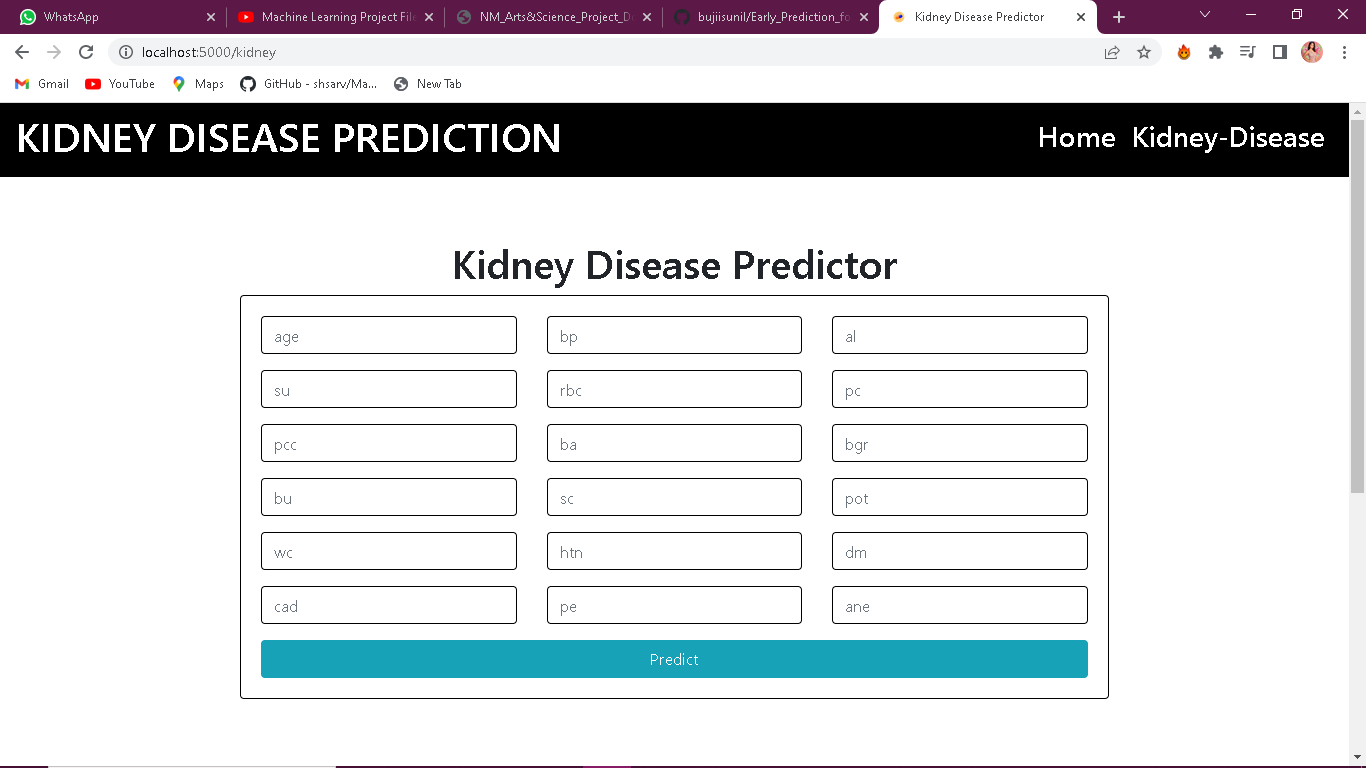 WhatsApp
Machine Learning Project File
NM_Arts&Science_Project_D
bujiisunil/Early_Prediction_fo
Kidney Disease Predictor
localhost:5000/kidney
Gmail
YouTube
Maps
GitHub - shsarv/Ma...
New Tab
KIDNEY DISEASE PREDICTION
Home Kidney-Disease
Kidney Disease Predictor
age bp al
su rbc pc
pcc ba bgr
bu sc pot
wc htn dm
cad pe ane
Predict